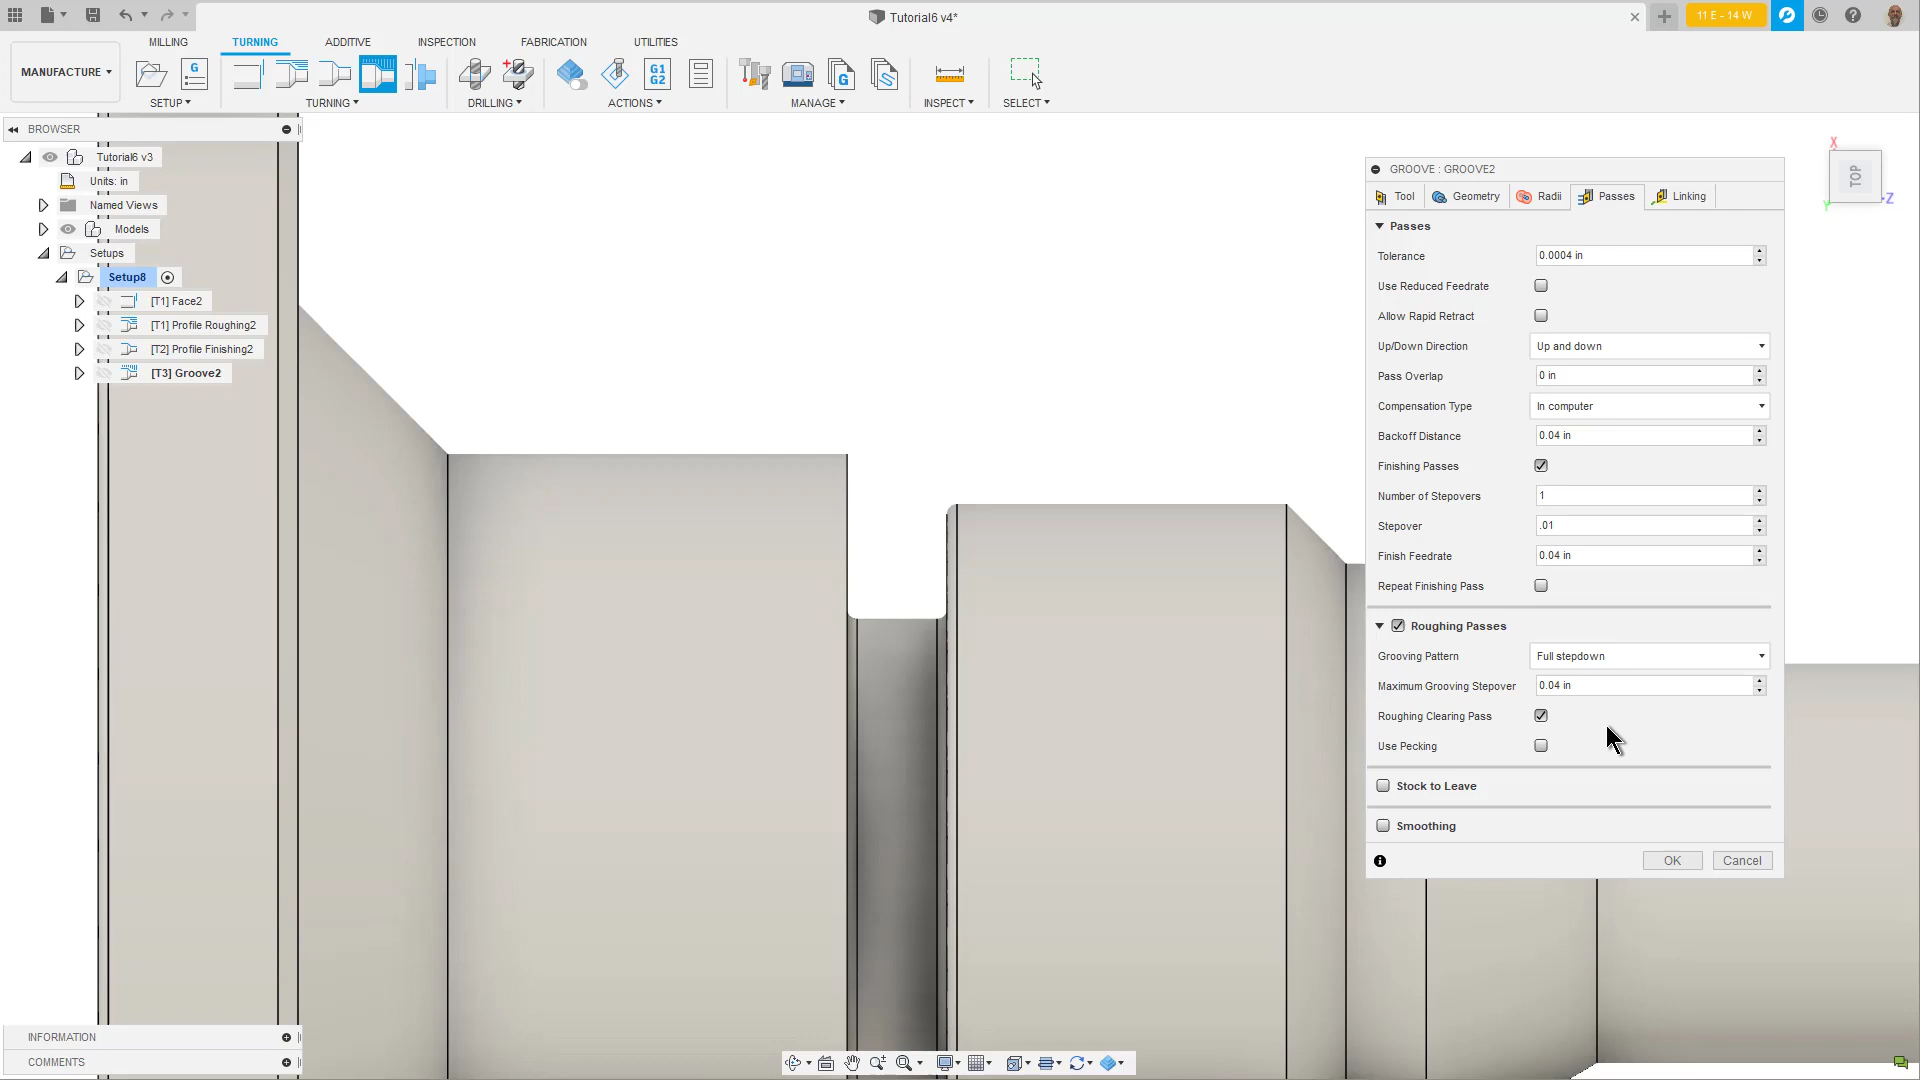 Tutorial6 v4*
11 E - 14 W
MANUFACTURE
MILLING
TURNING
ADDITIVE
INSPECTION
FABRICATION
UTILITIES
G
G1
G2
G
SETUP
TURNING
DRILLING
ACTIONS
MANAGE
INSPECT
SELECT
BROWSER
Tutorial6 v3
Units: in
Named Views
Models
Setups
Setup8
[T1] Face2
[T1] Profile Roughing2
[T2] Profile Finishing2
[T3] Groove2
X
TOP
Y
-Z
GROOVE : GROOVE2
Tool
Geometry
Radii
Passes
Linking
Passes
Tolerance 0.0004 in
Use Reduced Feedrate
Allow Rapid Retract
Up/Down Direction Up and down
Pass Overlap 0 in
Compensation Type In computer
Backoff Distance 0.04 in
Finishing Passes
Number of Stepovers 1
Stepover .01
Finish Feedrate 0.04 in
Repeat Finishing Pass
Roughing Passes
Grooving Pattern Full stepdown
Maximum Grooving Stepover 0.04 in
Roughing Clearing Pass
Use Pecking
Stock to Leave
Smoothing
OK
Cancel
INFORMATION
COMMENTS